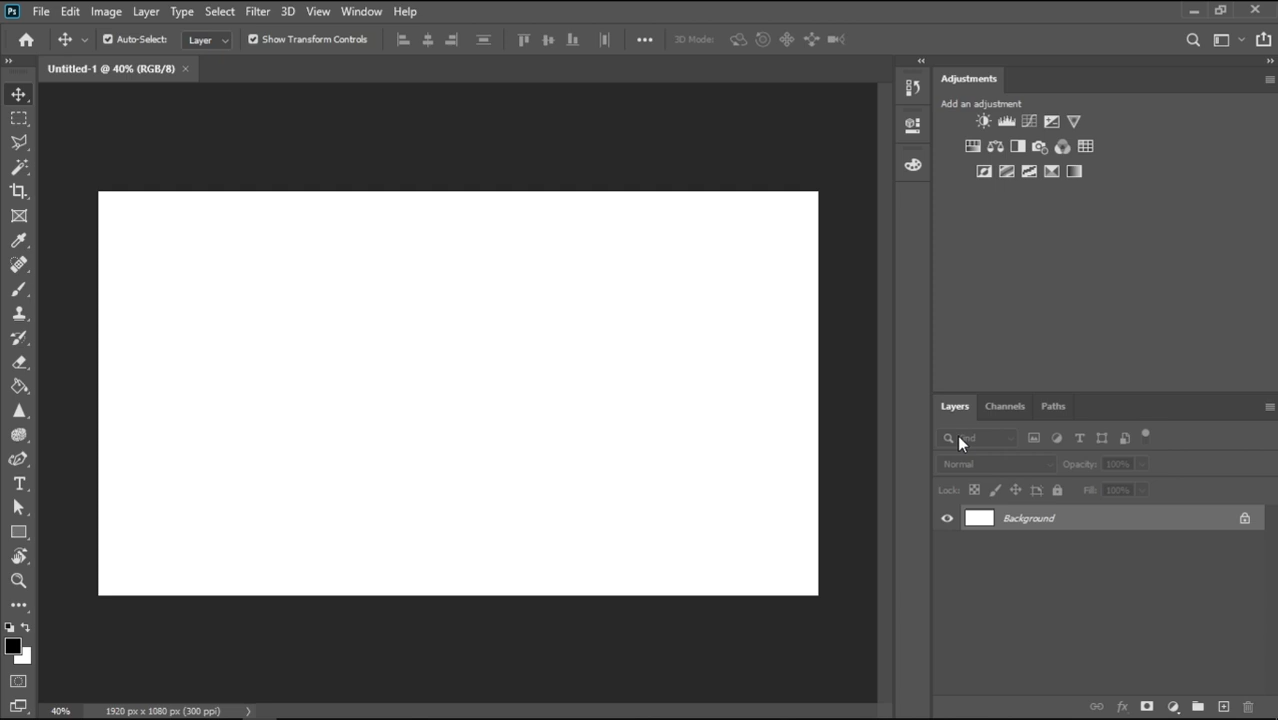 Ps File Edit Image Layer Type Select Filter 3D View Window Help
Auto-Select: Layer Show Transform Controls 3D Mode:
Untitled-1 @ 40% (RGB/8)
Adjustments
Add an adjustment
Layers Channels Paths
Normal Opacity: 100%
Lock: Fill: 100%
Background
T
40% 1920 px x 1080 px (300 ppi)